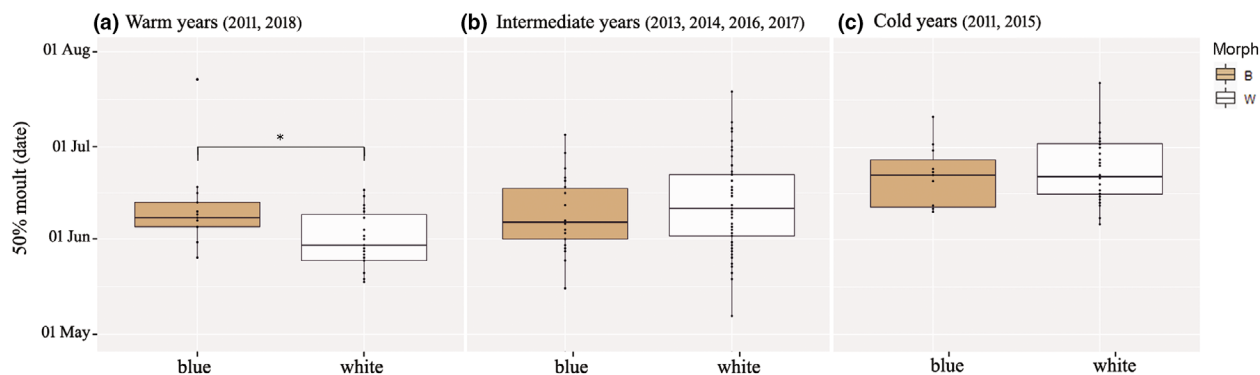 (a) Warm years (2011, 2018)
(b) Intermediate years (2013, 2014, 2016, 2017)
(c) Cold years (2011, 2015)
Morph
B
W
50% moult (date)
01 Aug
01 Jul
01 Jun
01 May
*
blue
white
blue
white
blue
white